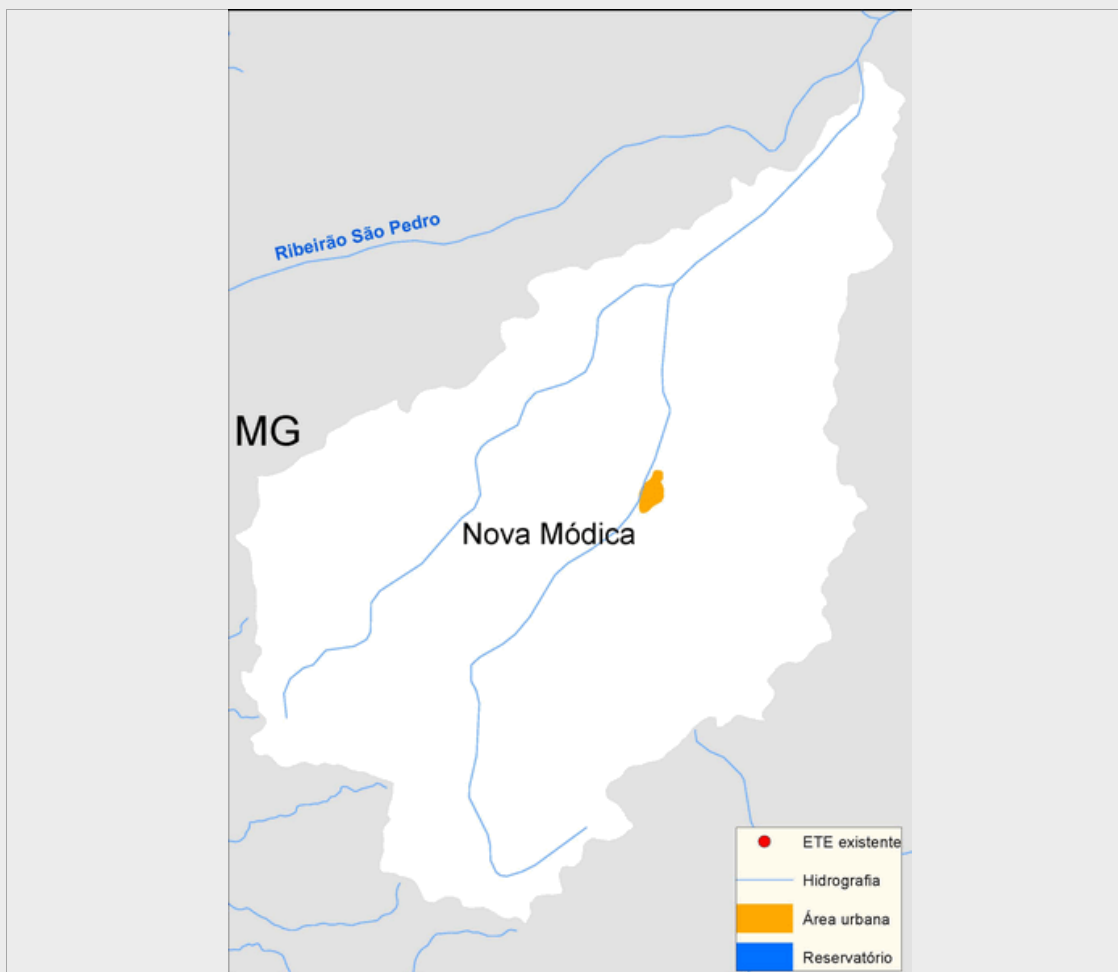 Ribeirão São Pedro
MG
Nova Módica
ETE existente
Hidrografia
Área urbana
Reservatório